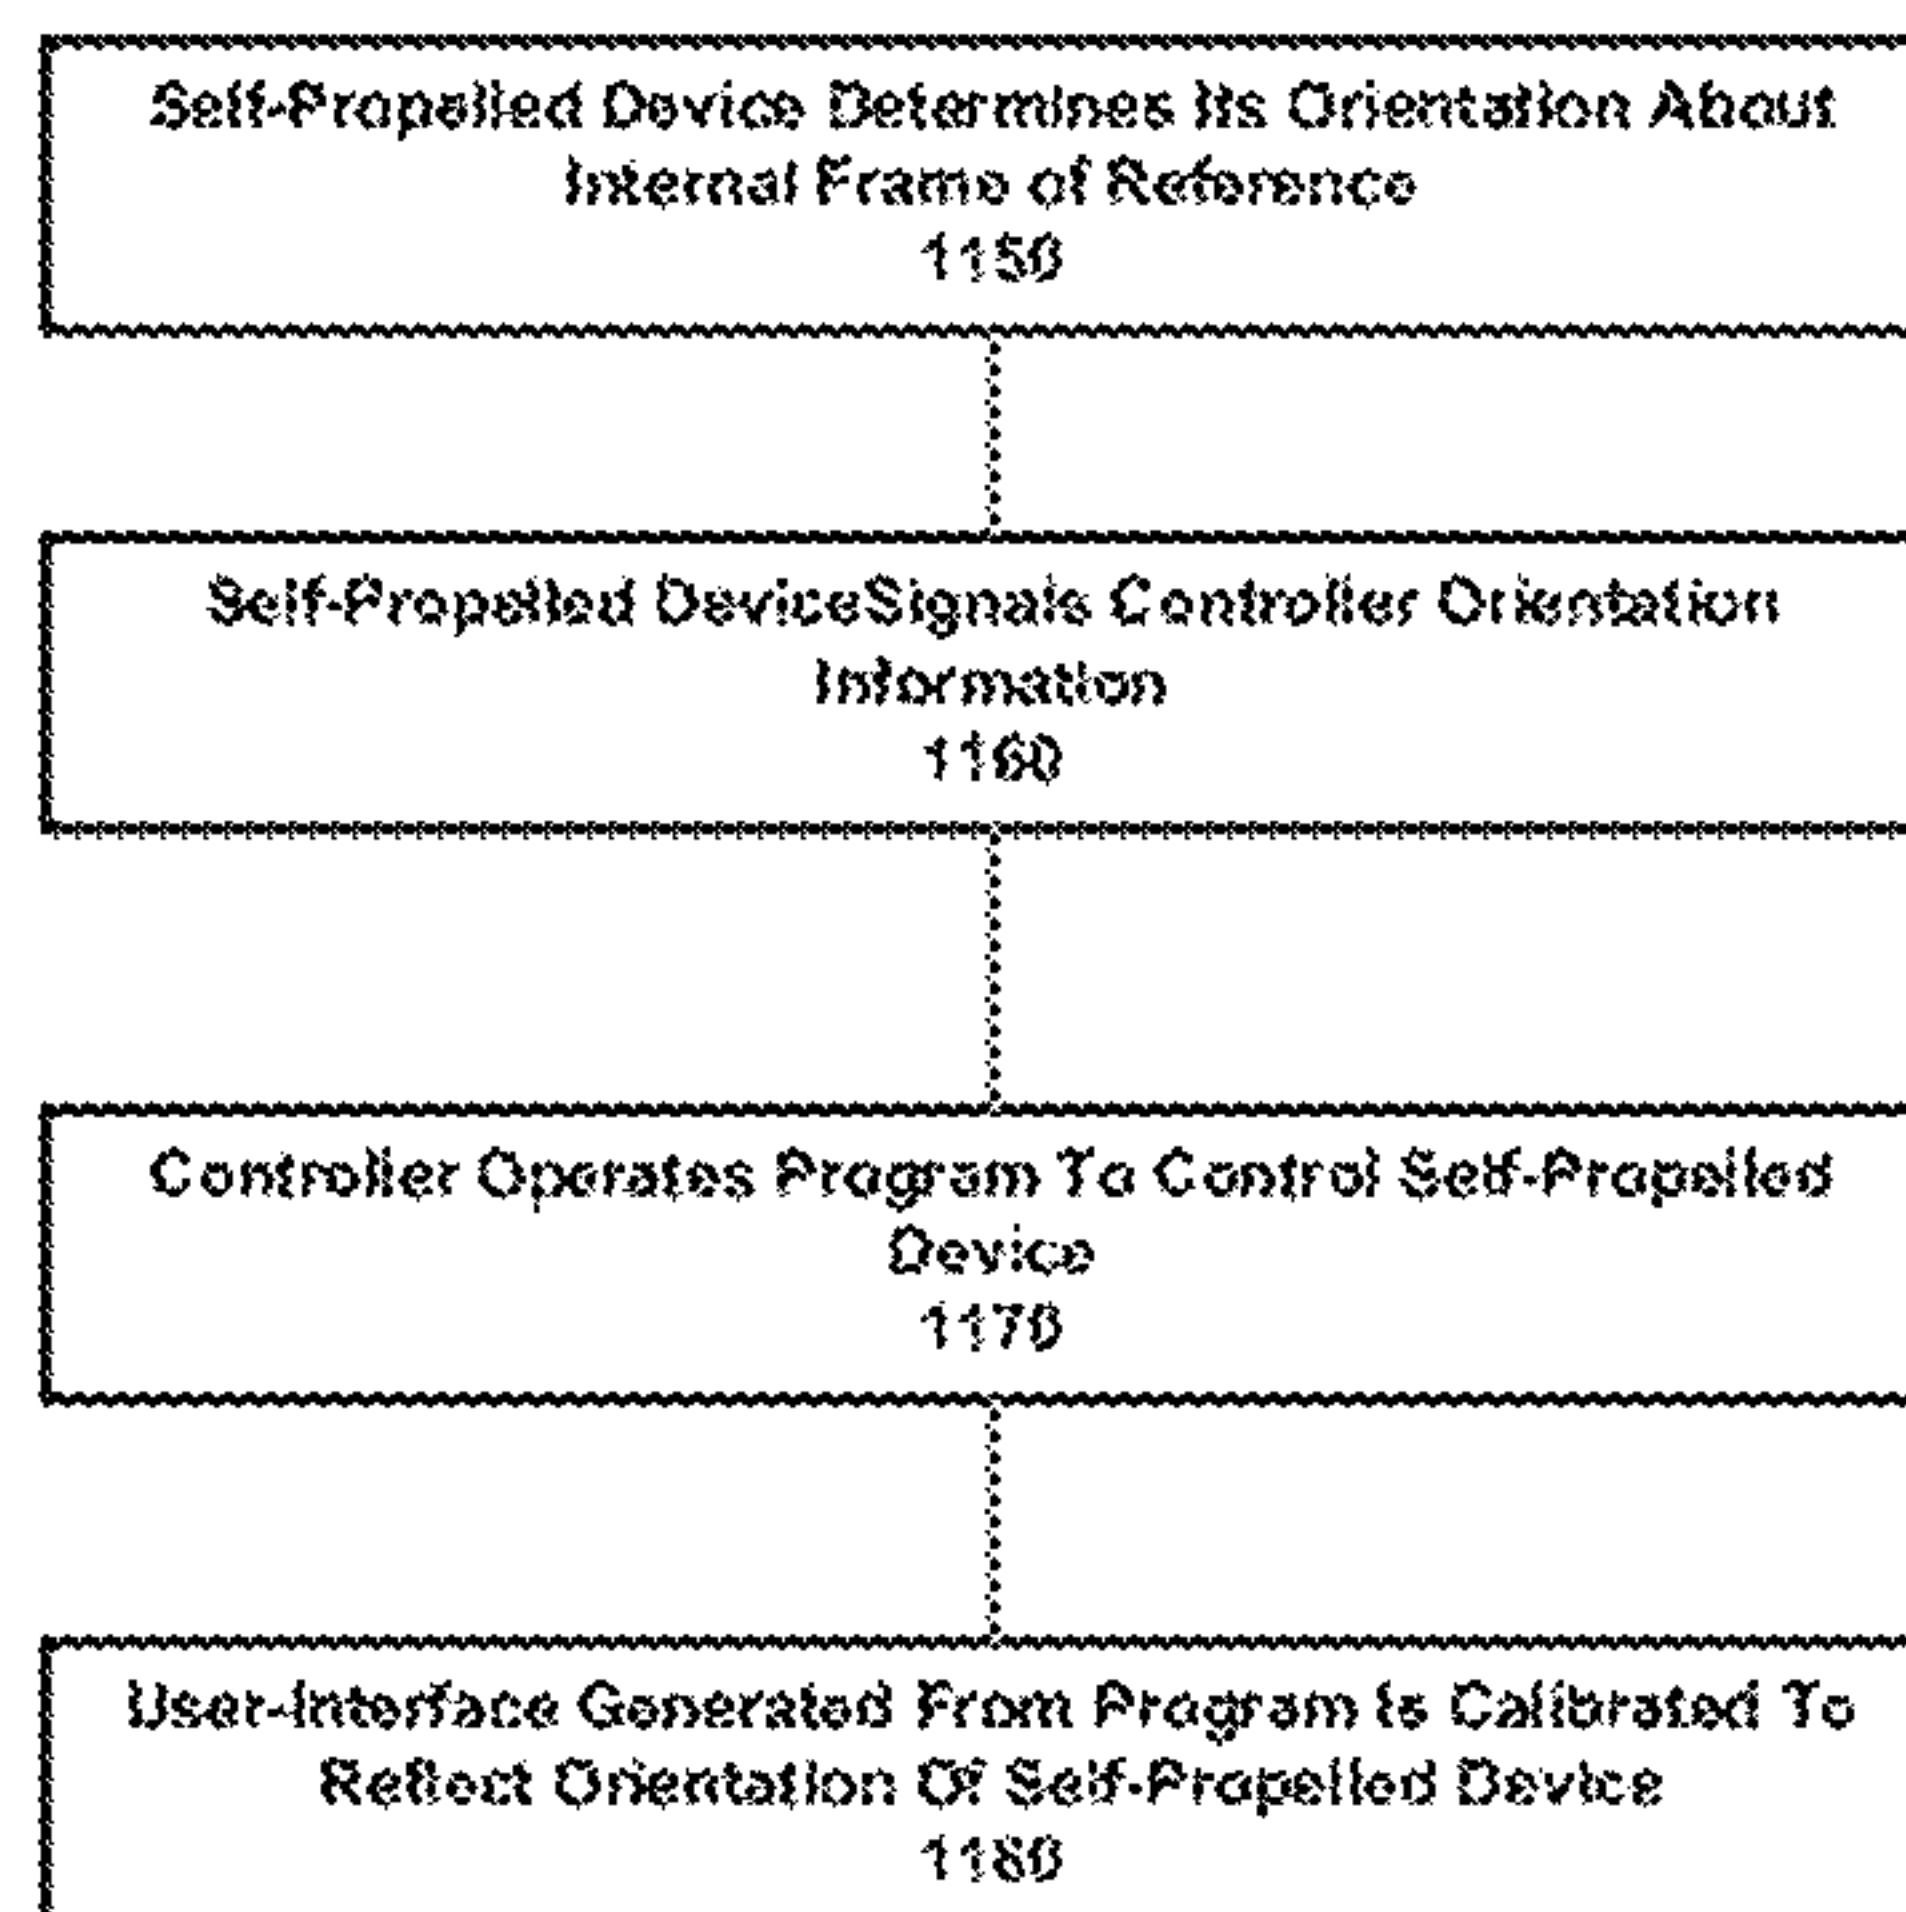 Self-Propelled Device Determines Its Orientation About
Internal Frame of Reference
1150
Self-Propelled DeviceSignals Controller Orientation
Information
1160
Controller Operates Program To Control Self-Propelled
Device
1170
User-Interface Generated From Program Is Calibrated To
Reflect Orientation Of Self-Propelled Device
1180